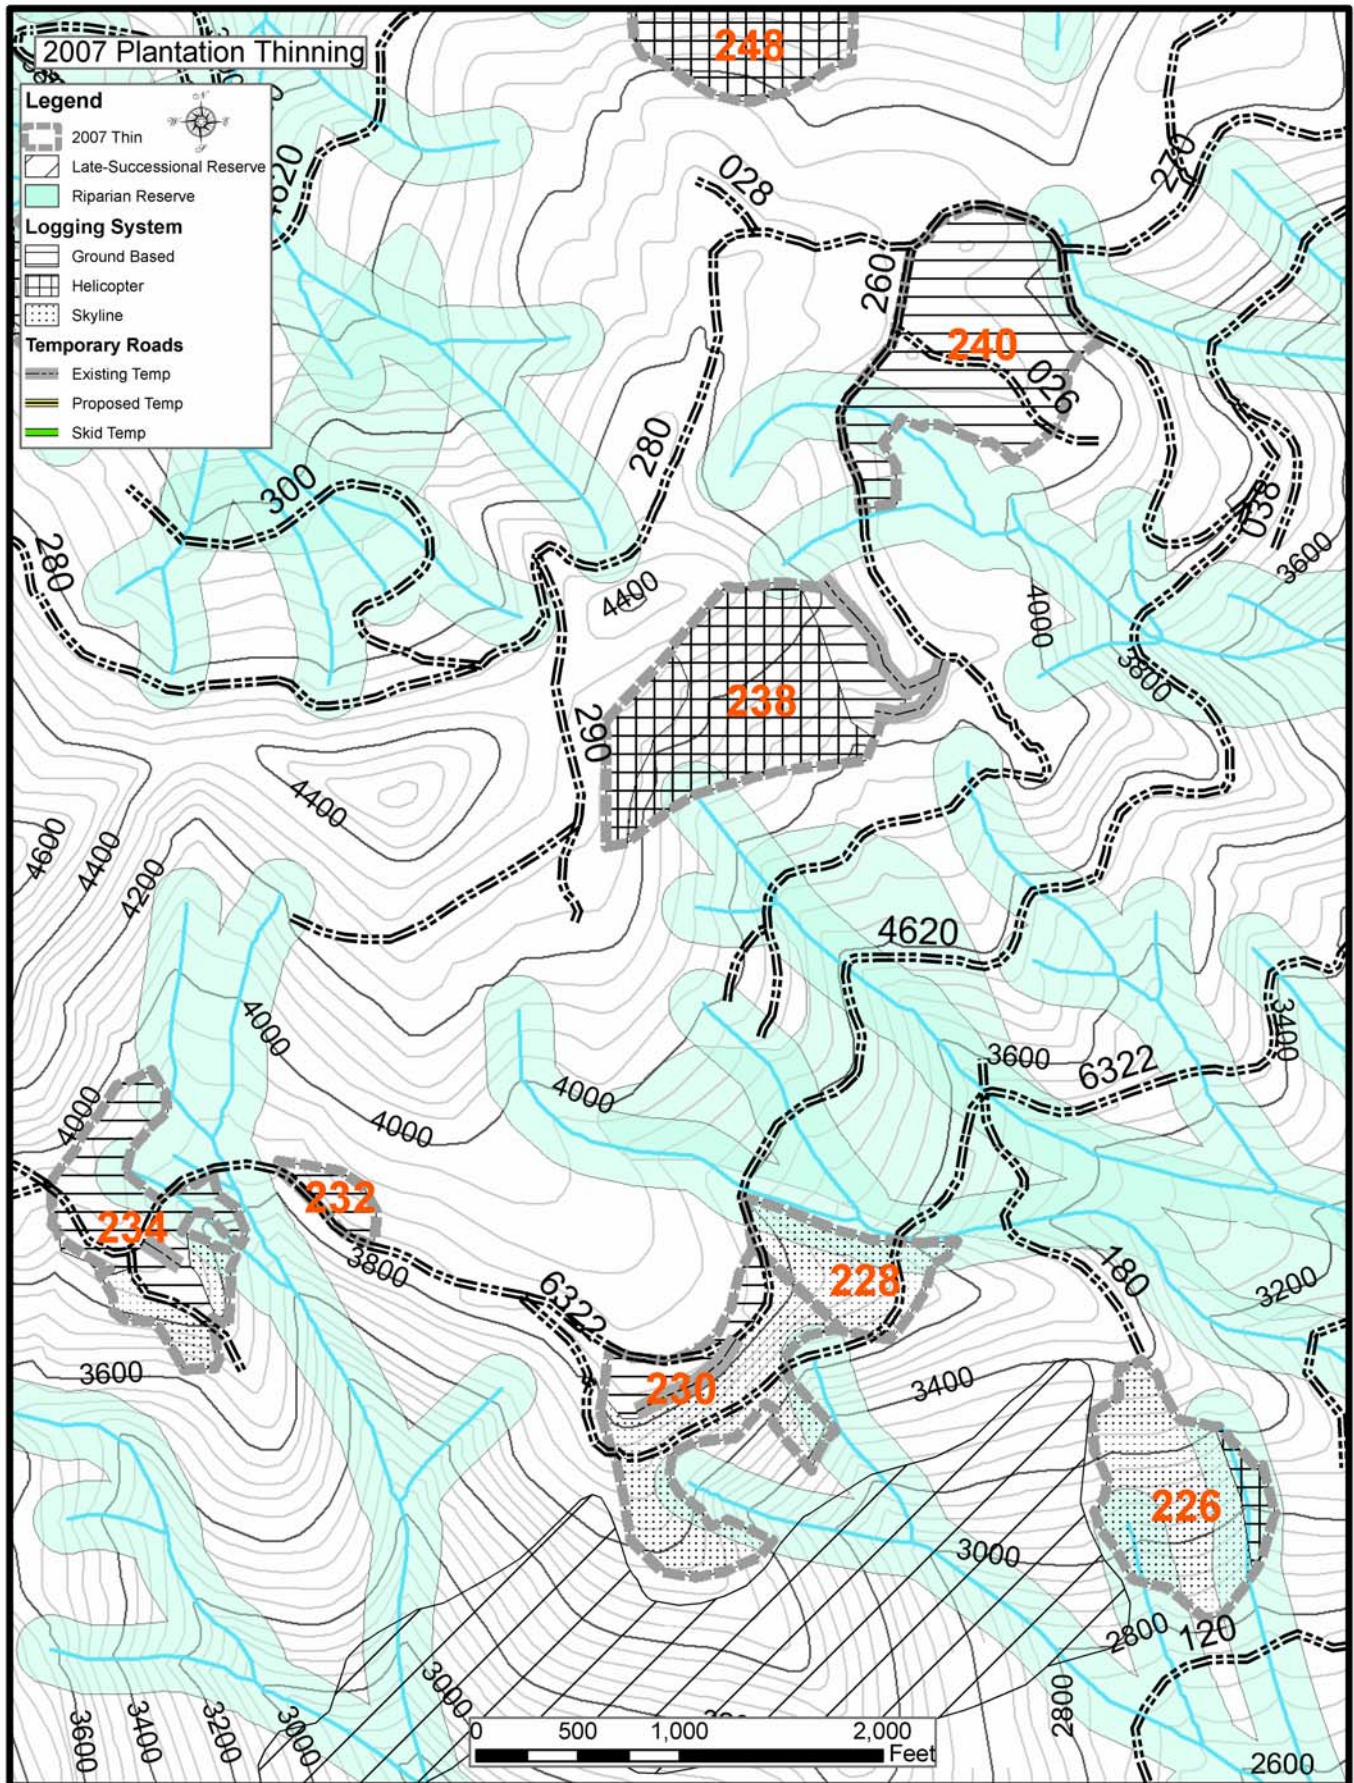 2007 Plantation Thinning
248
Legend
N
W
E
S
2007 Thin
Late-Successional Reserve
Riparian Reserve
Logging System
Ground Based
Helicopter
Skyline
Temporary Roads
Existing Temp
Proposed Temp
Skid Temp
028
270
260
240
026
280
300
280
038
3600
4400
4000
3800
238
290
4400
4600
4400
4200
4620
4000
3400
3600
6322
4000
4000
4000
232
234
3800
6322
228
180
3200
3600
230
3400
226
3000
2800
120
3600
3400
3200
3000
3000
2800
2600
0
500
1,000
2,000
Feet